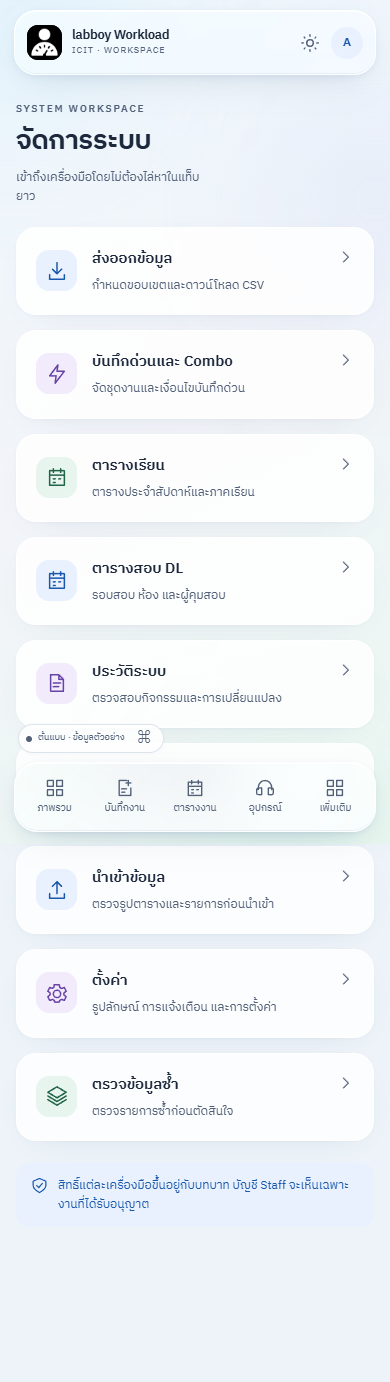 labboy Workload
ICIT · WORKSPACE
A
SYSTEM WORKSPACE
จัดการระบบ
เข้าถึงเครื่องมือโดยไม่ต้องไล่หาในแท็บ
ยาว
ส่งออกข้อมูล
กำหนดขอบเขตและดาวน์โหลด CSV
บันทึกด่วนและ Combo
จัดชุดงานและเงื่อนไขบันทึกด่วน
ตารางเรียน
ตารางประจำสัปดาห์และภาคเรียน
ตารางสอบ DL
รอบสอบ ห้อง และผู้คุมสอบ
ประวัติระบบ
ตรวจสอบกิจกรรมและการเปลี่ยนแปลง
ต้นแบบ · ข้อมูลตัวอย่าง ⌘
ภาพรวม บันทึกงาน ตารางงาน อุปกรณ์ เพิ่มเติม
นำเข้าข้อมูล
ตรวจรูปตารางและรายการก่อนนำเข้า
ตั้งค่า
รูปลักษณ์ การแจ้งเตือน และการตั้งค่า
ตรวจข้อมูลซ้ำ
ตรวจรายการซ้ำก่อนตัดสินใจ
สิทธิ์แต่ละเครื่องมือขึ้นอยู่กับบทบาท บัญชี Staff จะเห็นเฉพาะ
งานที่ได้รับอนุญาต